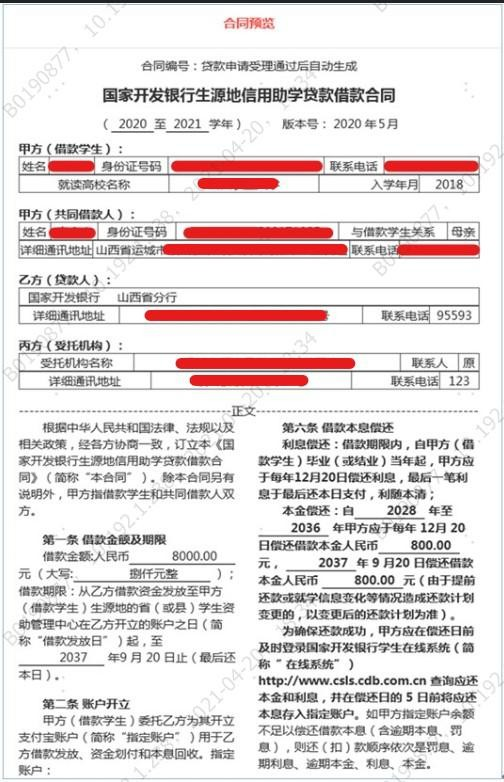 合同预览
合同编号：贷款申请受理通过后自动生成
国家开发银行生源地信用助学贷款借款合同
（ 2020 至 2021 学年） 版本号： 2020 年 5月
甲方（借款学生）：
姓名 身份证号码 联系电话
就读高校名称 入学年月 2018
甲方（共同借款人）：
姓名 身份证号码 与借款学生关系 母亲
详细通讯地址 山西省运城市 联系电话
乙方（贷款人）：
国家开发银行 山西省分行
详细通讯地址 联系电话 95593
丙方（受托机构）：
受托机构名称 联系人 原
详细通讯地址 联系电话 123
正文
根据中华人民共和国法律、法规以及
相关政策，经各方协商一致，订立本《国
家开发银行生源地信用助学贷款借款合
同》（简称“本合同”）。除本合同另有
说明外，甲方指借款学生和共同借款人双
方。
第一条 借款金额及期限
借款金额:人民币 8000.00
元（大写: 捌仟元整 ）；
借款期限：从乙方借款资金发放至甲方
（借款学生）生源地的省（或县）学生资
助管理中心在乙方开立的账户之日（简
称“借款发放日”）起，至
2037 年9月 20 日止（最后还
本日）。
第二条 账户开立
甲方（借款学生）委托乙方为其开立
支付宝账户（简称“指定账户”）用于乙
方借款发放、资金划付和本息回收。指定
账户：
第六条 借款本息偿还
利息偿还：借款期限内，自甲方（借
款学生）毕业（或结业）当年起，甲方应
于每年12月20日偿还利息，最后一笔利
息于最后还本日支付，利随本清；
本金偿还：自 2028 年至
2036 年甲方应于每年 12 月 20
日偿还借款本金人民币 800.00
元， 2037 年 9 月20 日偿还借款
本金人民币 800.00 元（由于提前
还款或就学信息变化等情况造成还款计划
变更的，以变更后的还款计划为准）。
为确保还款成功，甲方应在偿还日前
及时登录国家开发银行学生在线系统（简
称“在线系统”）
http://www.csls.cdb.com.cn 查询应还
本金和利息，并在偿还日的 5 日前将应还
本息存入指定账户。如甲方指定账户余额
不足以偿还借款本息（含逾期本息、罚
息），则还（扣）款顺序依次是罚息、逾
期利息、逾期本金、利息、本金。